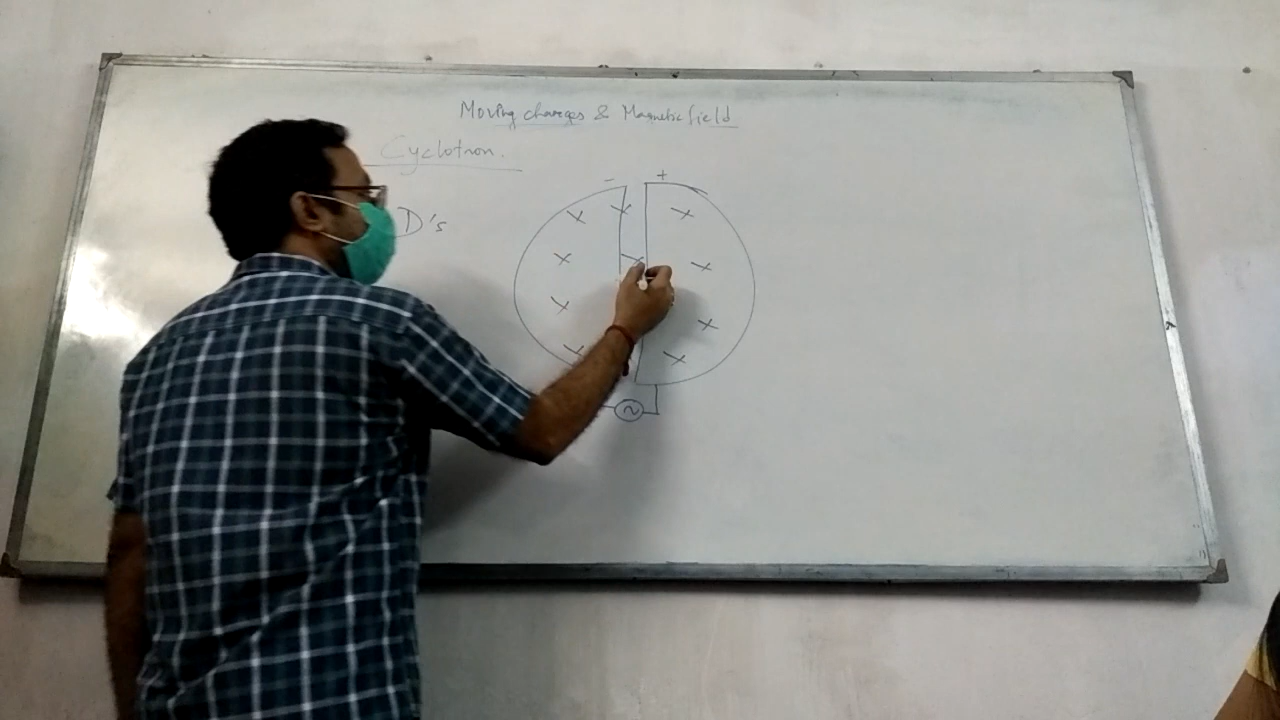 Moving charges & Magnetic field
Cyclotron.
D's
- +
~